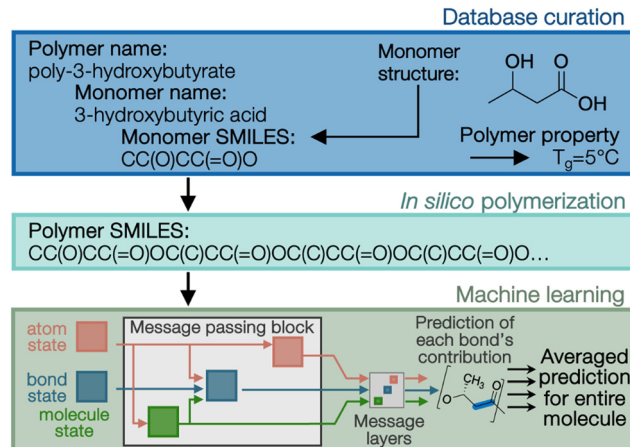 Database curation
Polymer name:
poly-3-hydroxybutyrate
Monomer name:
3-hydroxybutyric acid
Monomer SMILES:
CC(O)CC(=O)O
Monomer
structure:
OH
O
OH
Polymer property
Tg=5°C
In silico polymerization
Polymer SMILES:
CC(O)CC(=O)OC(C)CC(=O)OC(C)CC(=O)OC(C)CC(=O)O...
Machine learning
atom
state
bond
state
molecule
state
Message passing block
Message
layers
Prediction of
each bond's
contribution
CH3
O
O
Averaged
prediction
for entire
molecule